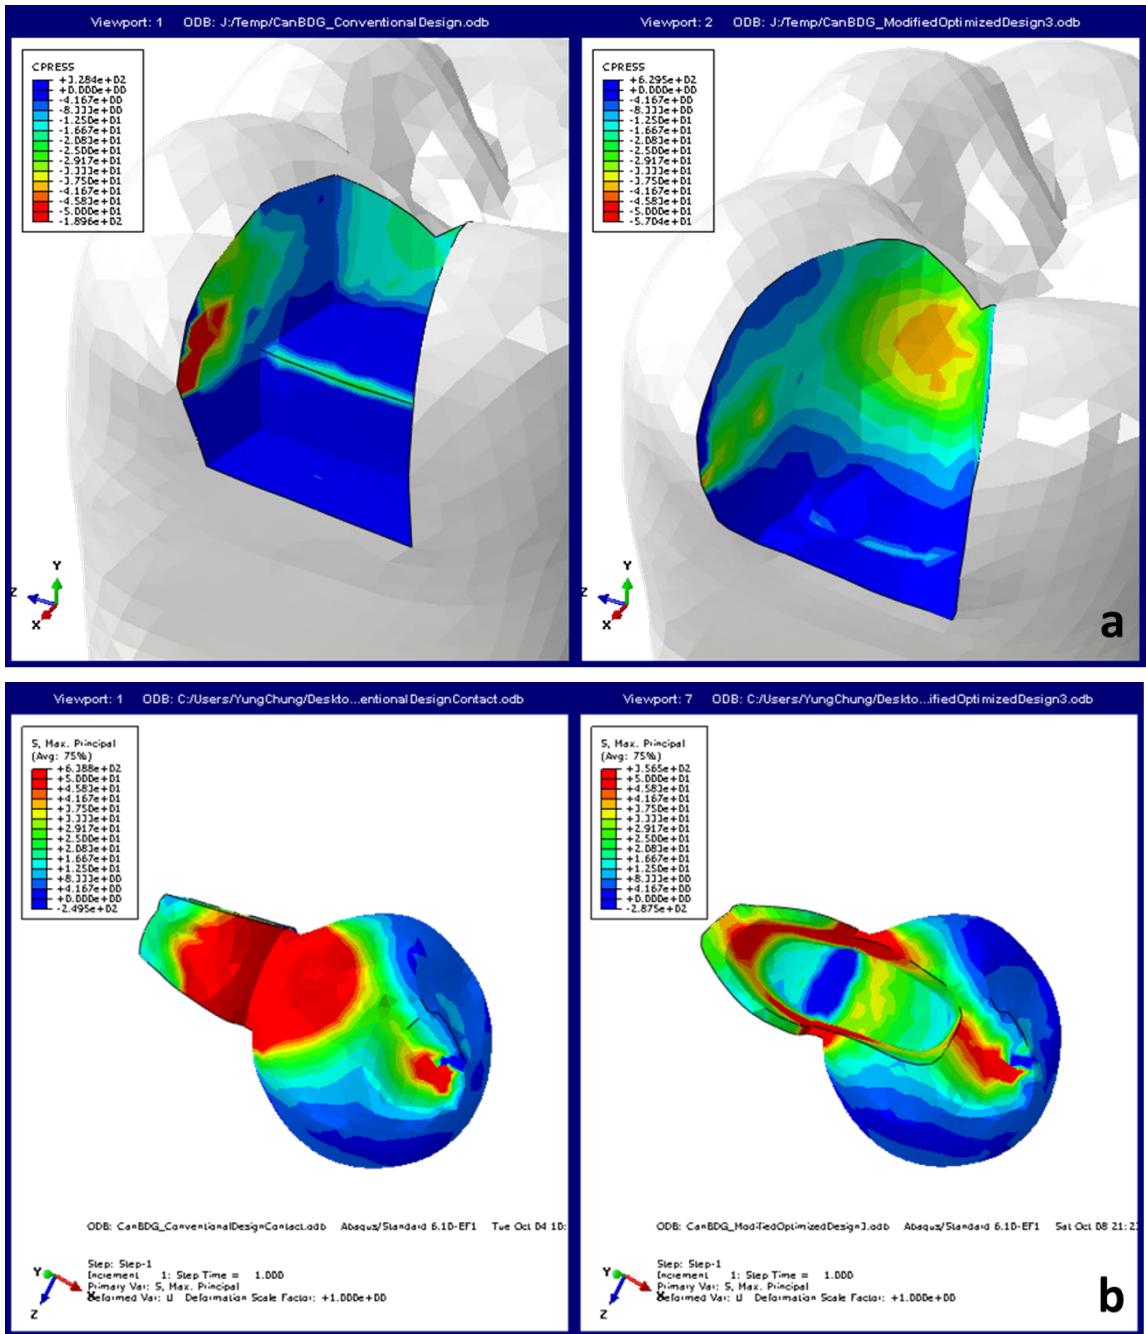 Viewport: 1 ODB: J:/Temp/CanBDG_ConventionalDesign.odb
CPRESS
+3.284e+02
+0.000e+00
-4.167e+00
-8.333e+00
-1.250e+01
-1.667e+01
-2.083e+01
-2.500e+01
-2.917e+01
-3.333e+01
-3.750e+01
-4.167e+01
-4.583e+01
-5.000e+01
-1.896e+02
Y
Z
X
Viewport: 2 ODB: J:/Temp/CanBDG_ModifiedOptimizedDesign3.odb
CPRESS
+6.295e+02
+0.000e+00
-4.167e+00
-8.333e+00
-1.250e+01
-1.667e+01
-2.083e+01
-2.500e+01
-2.917e+01
-3.333e+01
-3.750e+01
-4.167e+01
-4.583e+01
-5.000e+01
-5.704e+01
Y
Z
X
a
Viewport: 1 ODB: C:/Users/YungChung/Deskto...entionalDesignContact.odb
S, Max. Principal
(Avg: 75%)
+6.388e+02
+5.000e+01
+4.583e+01
+4.167e+01
+3.750e+01
+3.333e+01
+2.917e+01
+2.500e+01
+2.083e+01
+1.667e+01
+1.250e+01
+8.333e+00
+4.167e+00
+0.000e+00
-2.495e+02
ODB: CanBDG_ConventionalDesignContact.odb Abaqus/Standard 6.10-EF1 Tue Oct 04 10:
Step: Step-1
Increment 1: Step Time = 1.000
Primary Var: S, Max. Principal
Deformed Var: U Deformation Scale Factor: +1.000e+00
Y
X
Z
Viewport: 7 ODB: C:/Users/YungChung/Deskto...ifiedOptimizedDesign3.odb
S, Max. Principal
(Avg: 75%)
+3.565e+02
+5.000e+01
+4.583e+01
+4.167e+01
+3.750e+01
+3.333e+01
+2.917e+01
+2.500e+01
+2.083e+01
+1.667e+01
+1.250e+01
+8.333e+00
+4.167e+00
+0.000e+00
-2.875e+02
ODB: CanBDG_ModifiedOptimizedDesign3.odb Abaqus/Standard 6.10-EF1 Sat Oct 08 21:2
Step: Step-1
Increment 1: Step Time = 1.000
Primary Var: S, Max. Principal
Deformed Var: U Deformation Scale Factor: +1.000e+00
Y
X
Z
b